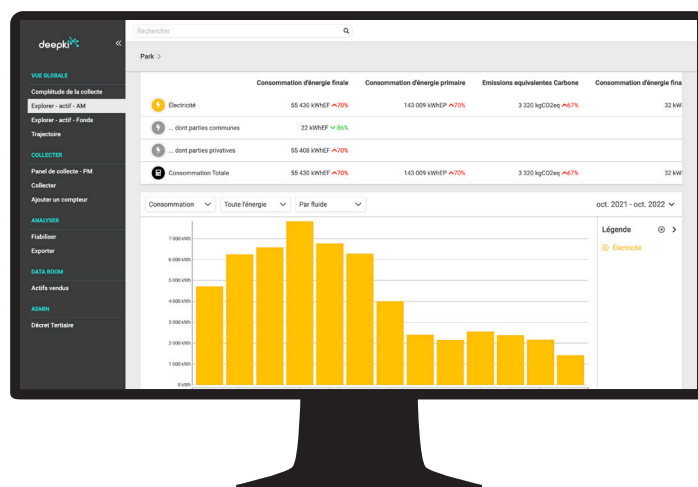 Rechercher
deepki
«
Park >
VUE GLOBALE
Complétude de la collecte
Explorer - actif - AM
Explorer - actif - Fonds
Trajectoire
COLLECTER
Panel de collecte - PM
Collecter
Ajouter un compteur
ANALYSER
Fiabiliser
Exporter
DATA ROOM
Actifs vendus
ADMIN
Décret Tertiaire
Consommation d'énergie finale Consommation d'énergie primaire Emissions equivalentes Carbone Consommation d'énergie fina
Électricité 55 430 kWhEF 70% 143 009 kWhEP 70% 3 320 kgCO2eq 67% 32 kW
... dont parties communes 22 kWhEF 86%
... dont parties privatives 55 408 kWhEF 70%
Consommation Totale 55 430 kWhEF 70% 143 009 kWhEP 70% 3 320 kgCO2eq 67% 32 kW
Consommation Toute l'énergie Par fluide oct. 2021 - oct. 2022
Légende
Électricité
7 000 kWh
6 000 kWh
5 000 kWh
4 000 kWh
3 000 kWh
2 000 kWh
1 000 kWh
0 kWh